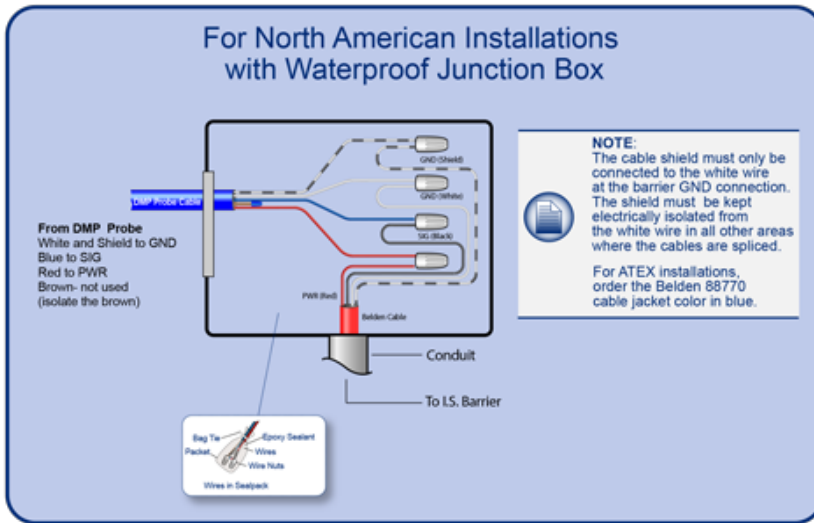 For North American Installations
with Waterproof Junction Box
DMP Probe Cable
GND (Shield)
GND (White)
SIG (Black)
PWR (Red)
Belden Cable
From DMP Probe
White and Shield to GND
Blue to SIG
Red to PWR
Brown- not used
(isolate the brown)
NOTE:
The cable shield must only be
connected to the white wire
at the barrier GND connection.
The shield must be kept
electrically isolated from
the white wire in all other areas
where the cables are spliced.
For ATEX installations,
order the Belden 88770
cable jacket color in blue.
Conduit
To I.S. Barrier
Bag Tie
Epoxy Sealant
Packet
Wires
Wire Nuts
Wires in Sealpack